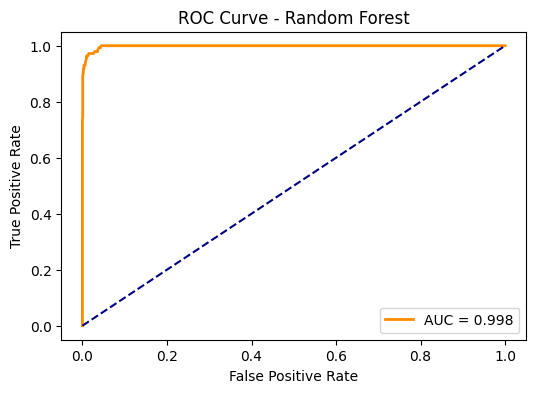 ROC Curve - Random Forest
True Positive Rate
1.0
0.8
0.6
0.4
0.2
0.0
AUC = 0.998
0.0 0.2 0.4 0.6 0.8 1.0
False Positive Rate